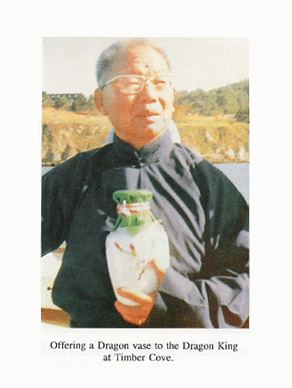 Offering a Dragon vase to the Dragon King
at Timber Cove.